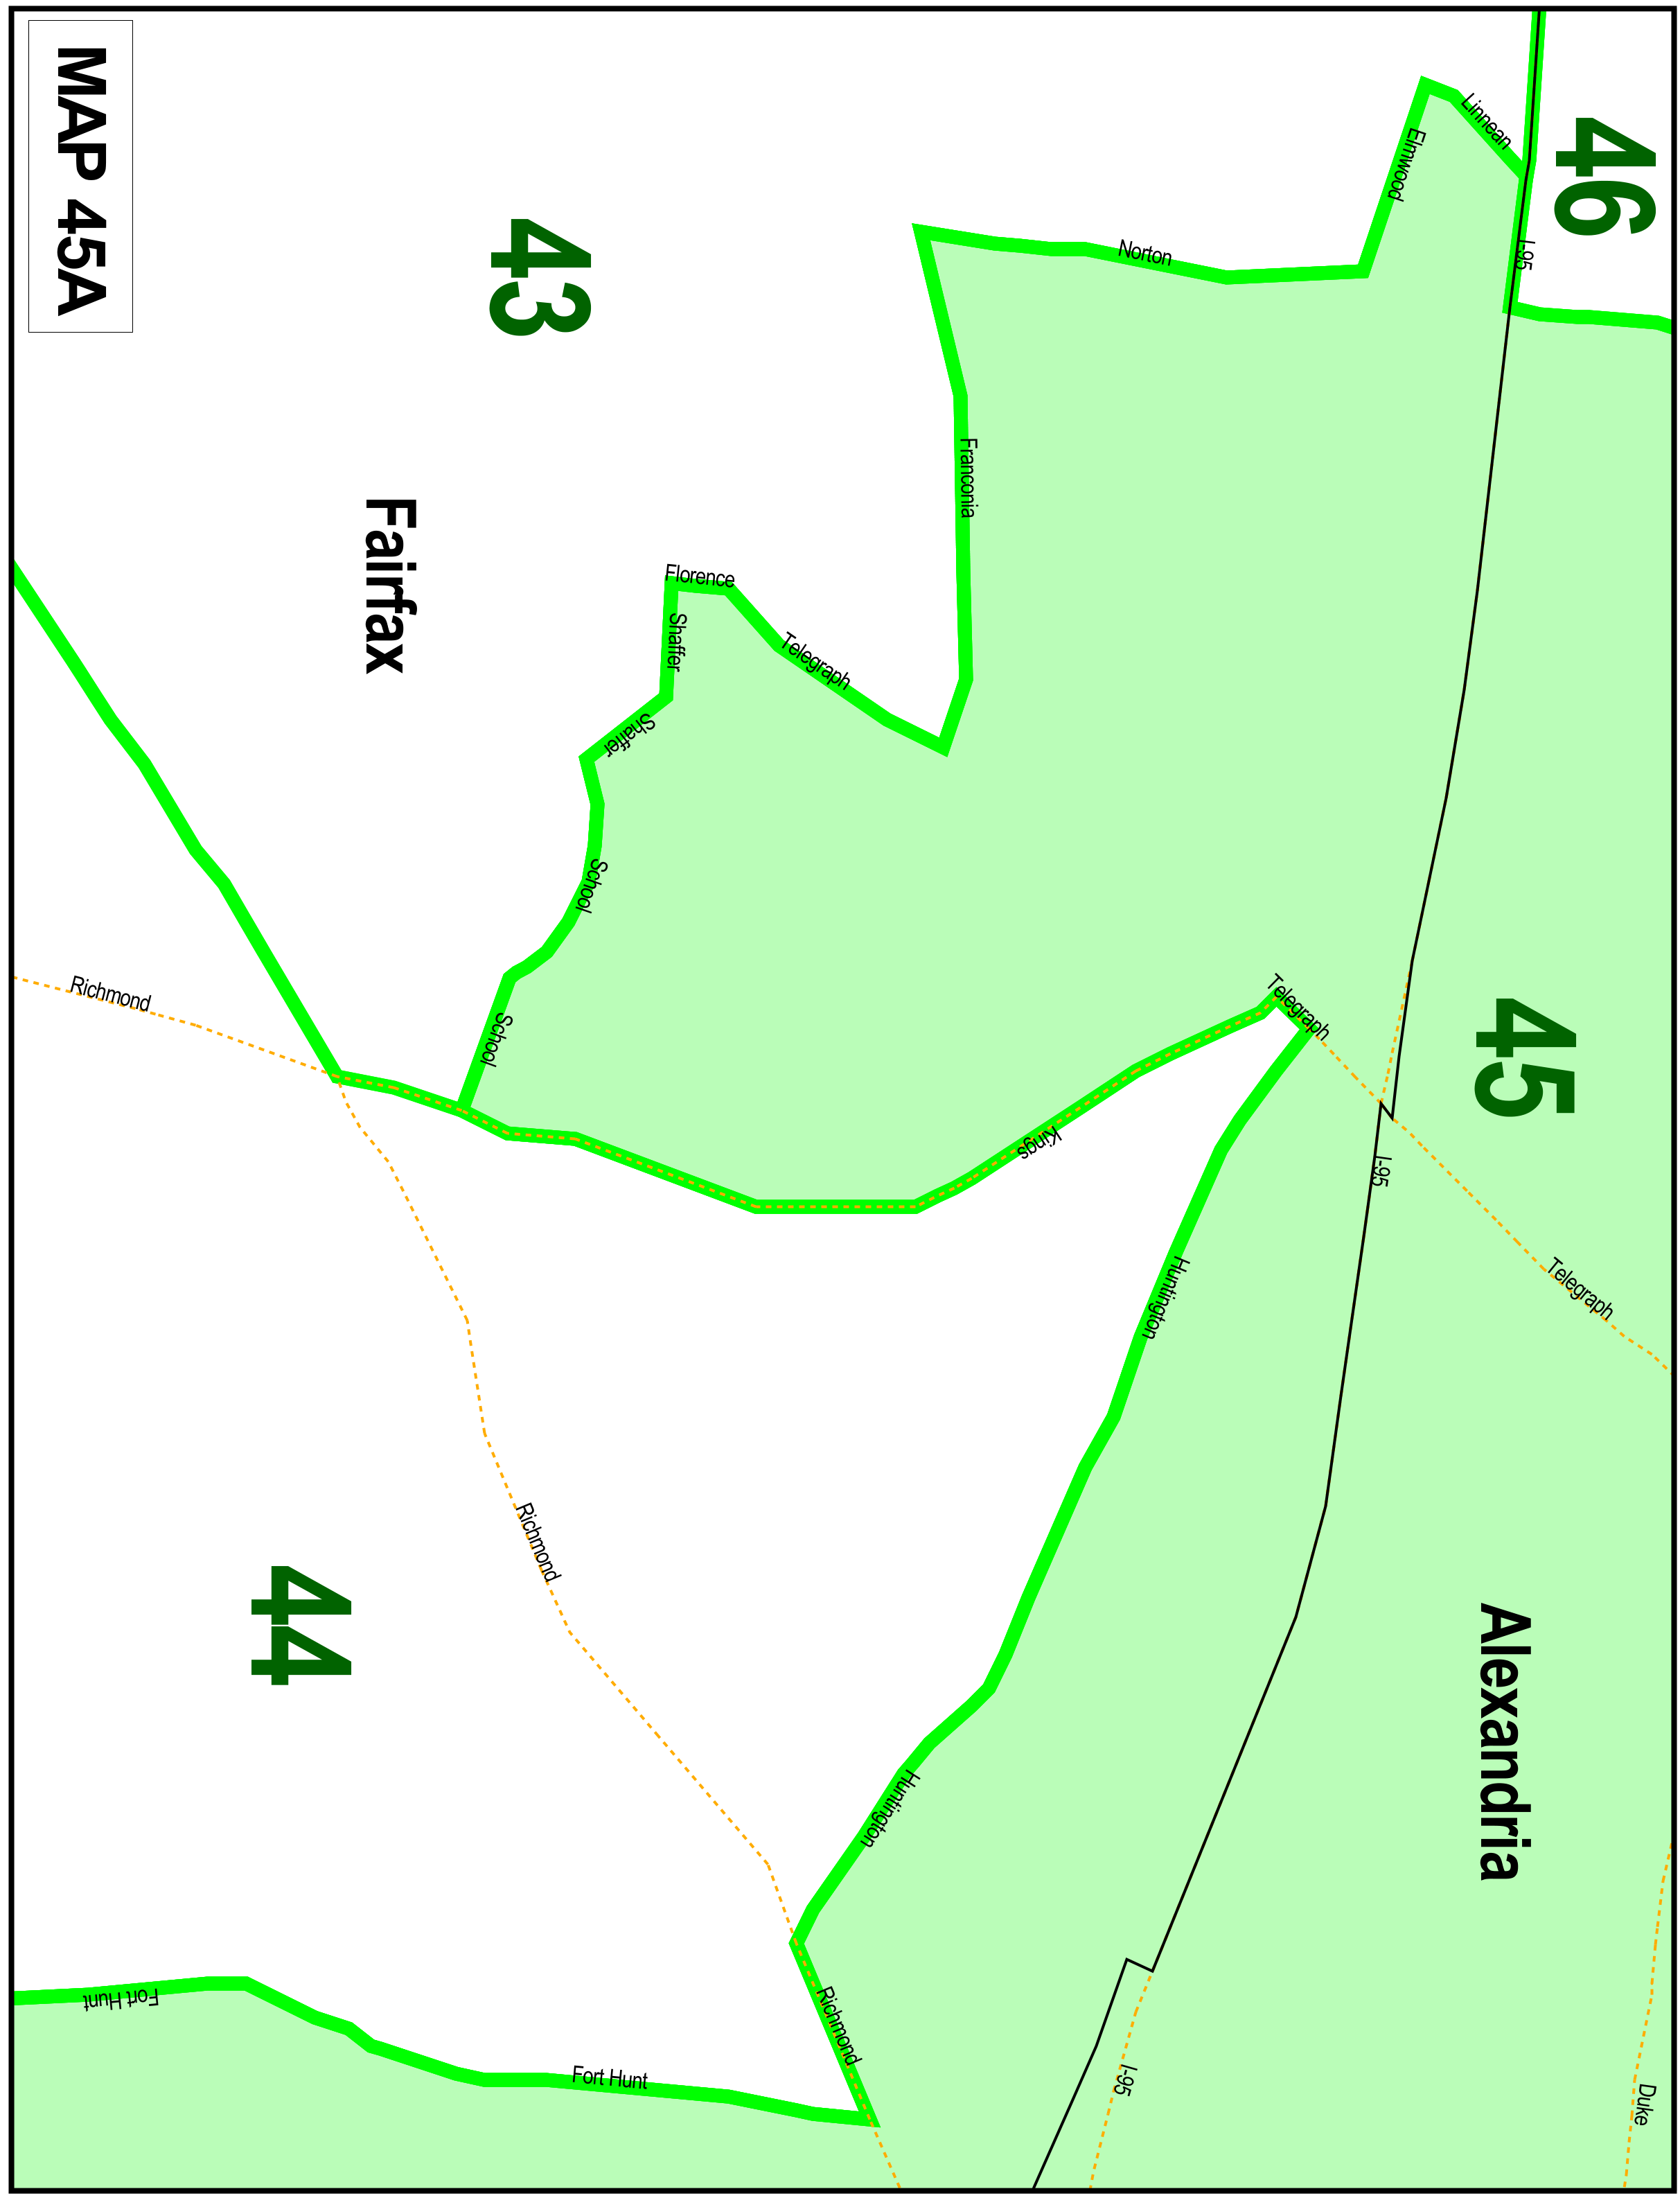 MAP 45A
46
Linnean
Elmwood
I-95
Norton
43
Franconia
Fairfax
Florence
Shaffer
Telegraph
Shaffer
School
School
Richmond
Telegraph
45
Kings
I-95
Telegraph
Huntington
Richmond
44
Alexandria
Huntington
Richmond
Fort Hunt
Fort Hunt
I-95
Duke